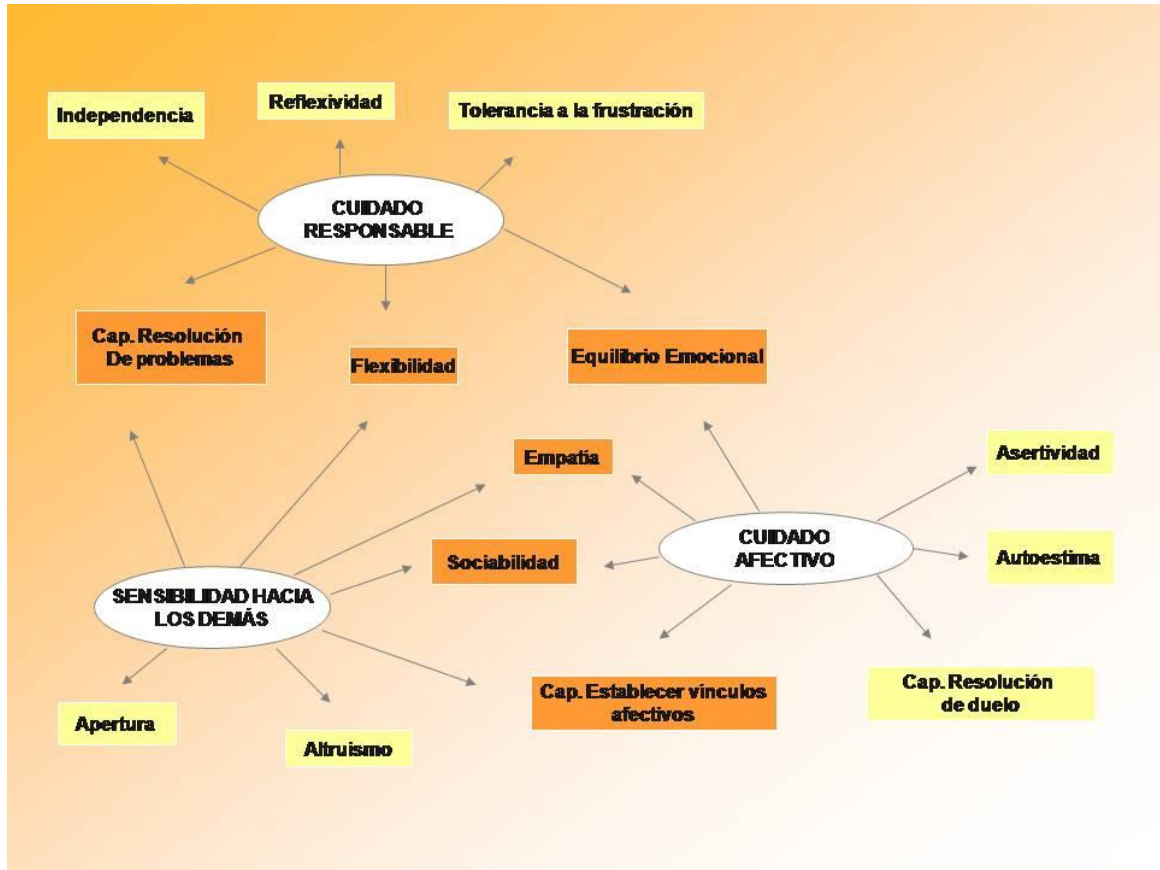 Independencia
Reflexividad
Tolerancia a la frustración
CUIDADO
RESPONSABLE
Cap. Resolución
De problemas
Flexibilidad
Equilibrio Emocional
Empatía
Asertividad
Sociabilidad
CUIDADO
AFECTIVO
Autoestima
SENSIBILIDAD HACIA
LOS DEMÁS
Cap. Establecer vínculos
afectivos
Cap. Resolución
de duelo
Apertura
Altruismo